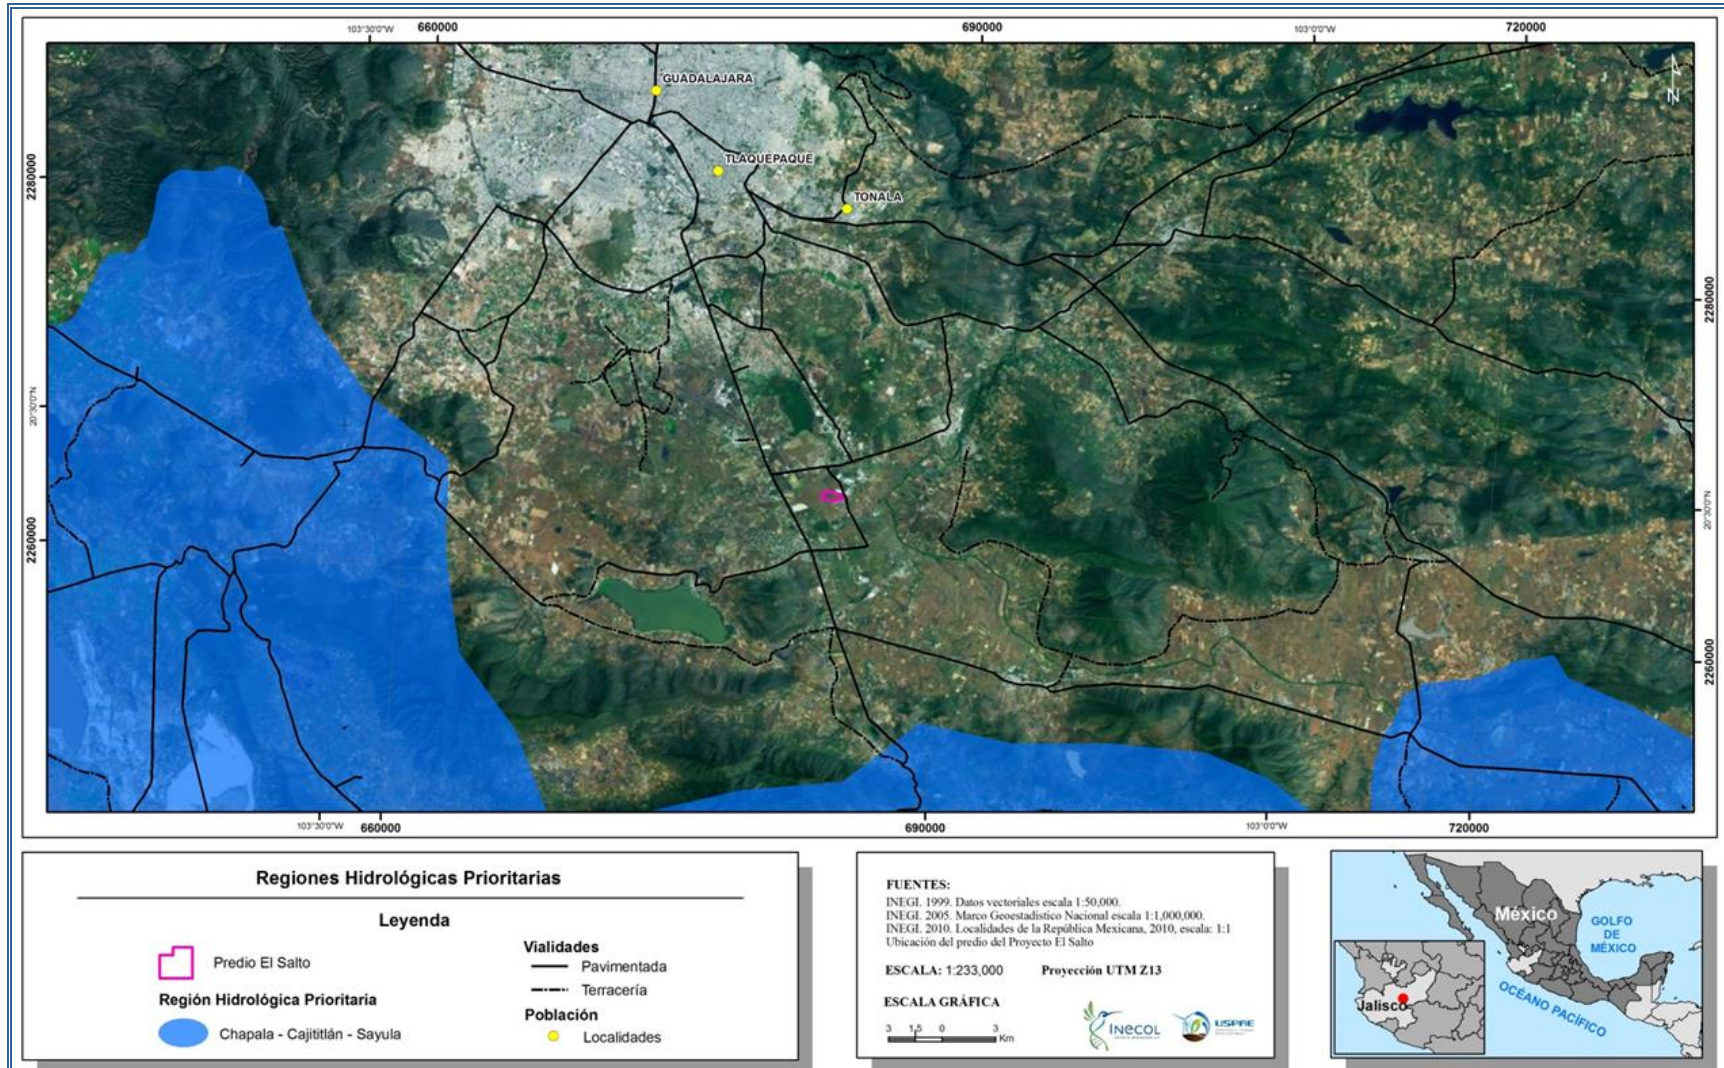 103°30'0"W
660000
690000
103°0'0"W
720000
GUADALAJARA
N
TLAQUEPAQUE
2280000
TONALA
2280000
20°30'0"N
20°30'0"N
2260000
2260000
103°30'0"W
660000
690000
103°0'0"W
720000
Regiones Hidrológicas Prioritarias
Leyenda
Predio El Salto
Región Hidrológica Prioritaria
Chapala - Cajititlán - Sayula
Vialidades
Pavimentada
Terracería
Población
Localidades
FUENTES:
INEGI. 1999. Datos vectoriales escala 1:50,000.
INEGI. 2005. Marco Geoestadístico Nacional escala 1:1,000,000.
INEGI. 2010. Localidades de la República Mexicana, 2010, escala: 1:1
Ubicación del predio del Proyecto El Salto
ESCALA: 1:233,000 Proyección UTM Z13
ESCALA GRÁFICA
3 1,5 0 3
Km
INECOL
USPAE
México
GOLFO
DE
MÉXICO
OCÉANO PACÍFICO
Jalisco